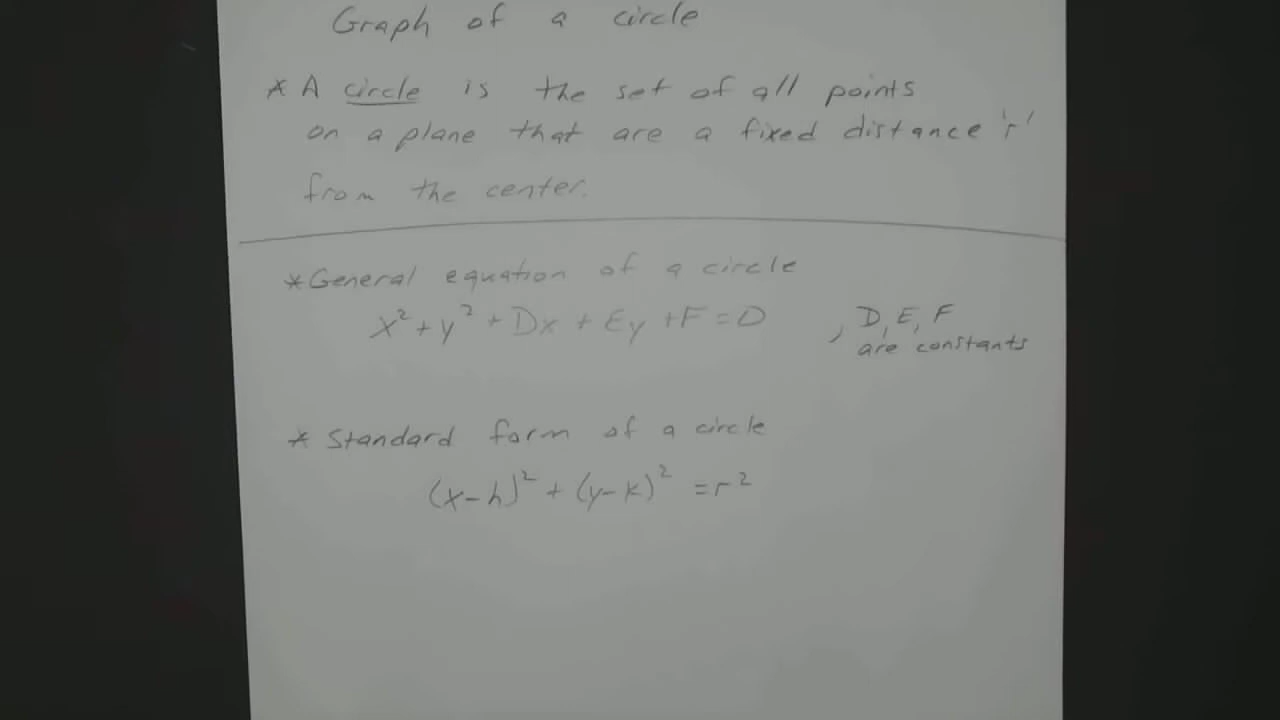 Graph of a circle
* A circle is the set of all points
on a plane that are a fixed distance 'r'
from the center.
* General equation of a circle
x² + y² + Dx + Ey + F = 0 , D, E, F
are constants
* Standard form of a circle
(x-h)² + (y-k)² = r²